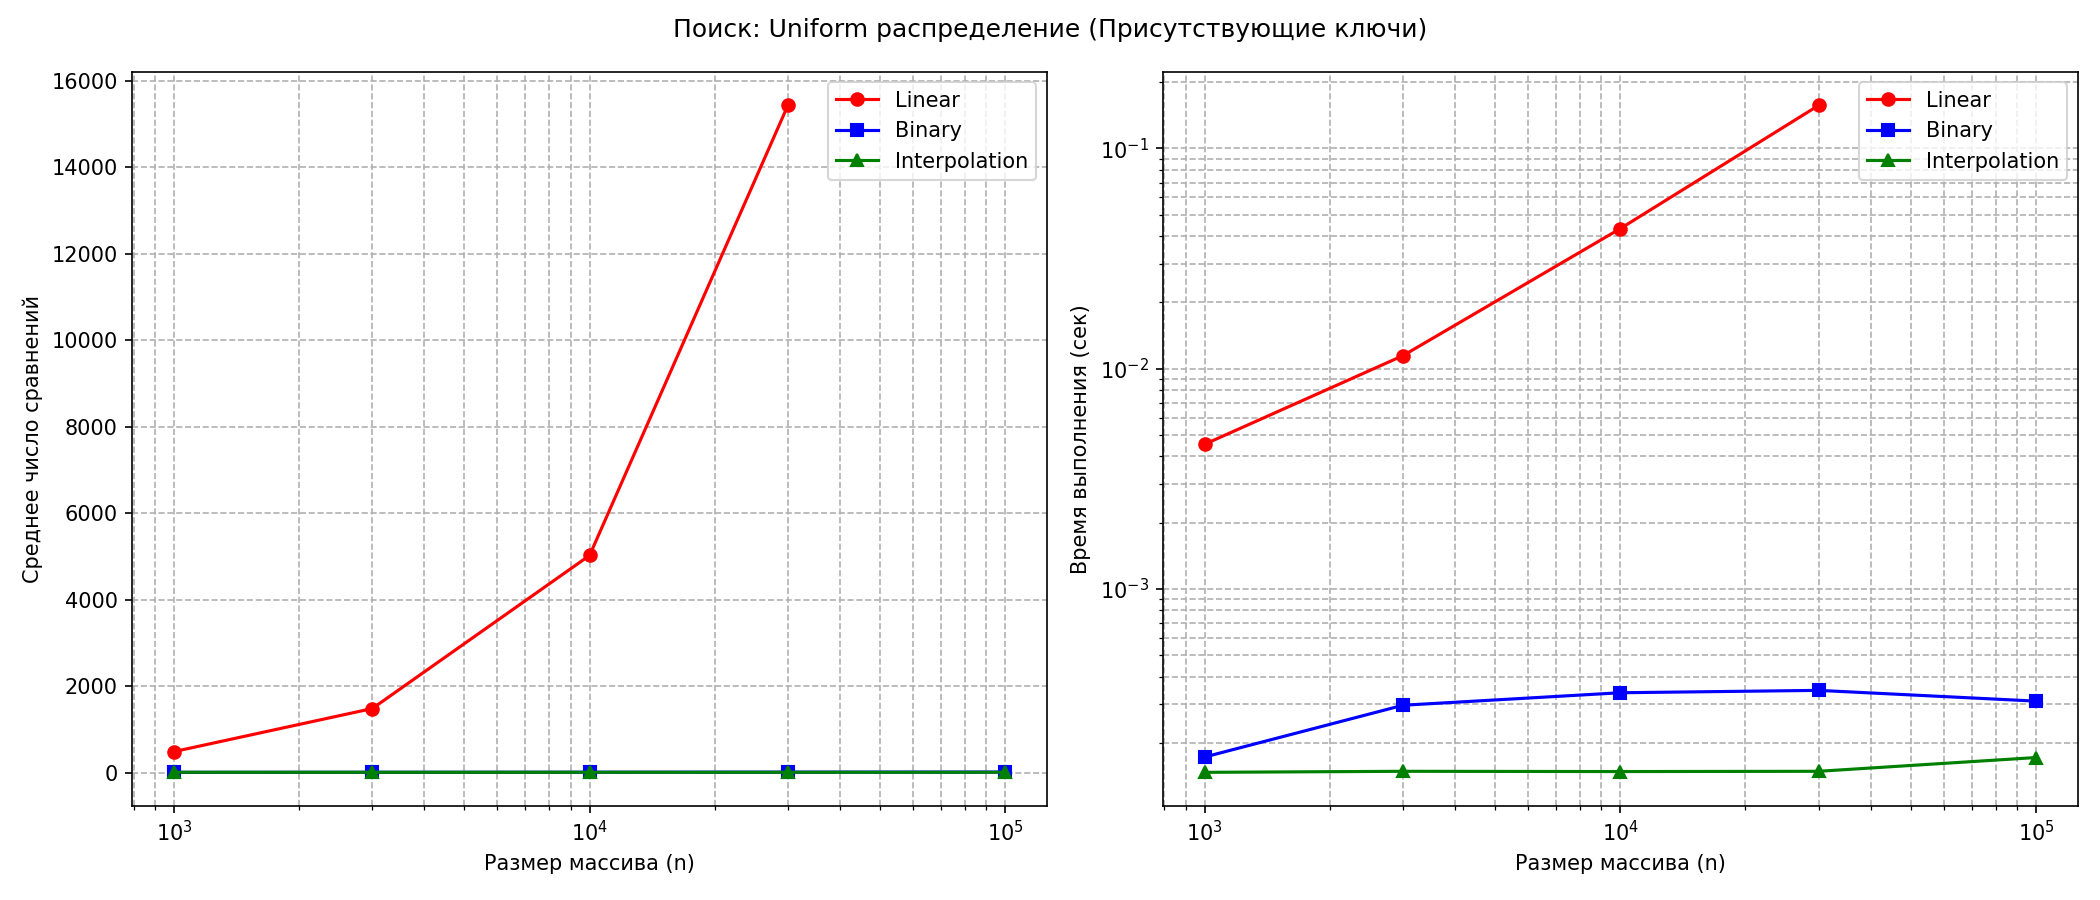 Поиск: Uniform распределение (Присутствующие ключи)
Среднее число сравнений
16000
14000
12000
10000
8000
6000
4000
2000
0
10³
10⁴
10⁵
Размер массива (n)
Linear
Binary
Interpolation
Время выполнения (сек)
10⁻¹
10⁻²
10⁻³
10³
10⁴
10⁵
Размер массива (n)
Linear
Binary
Interpolation